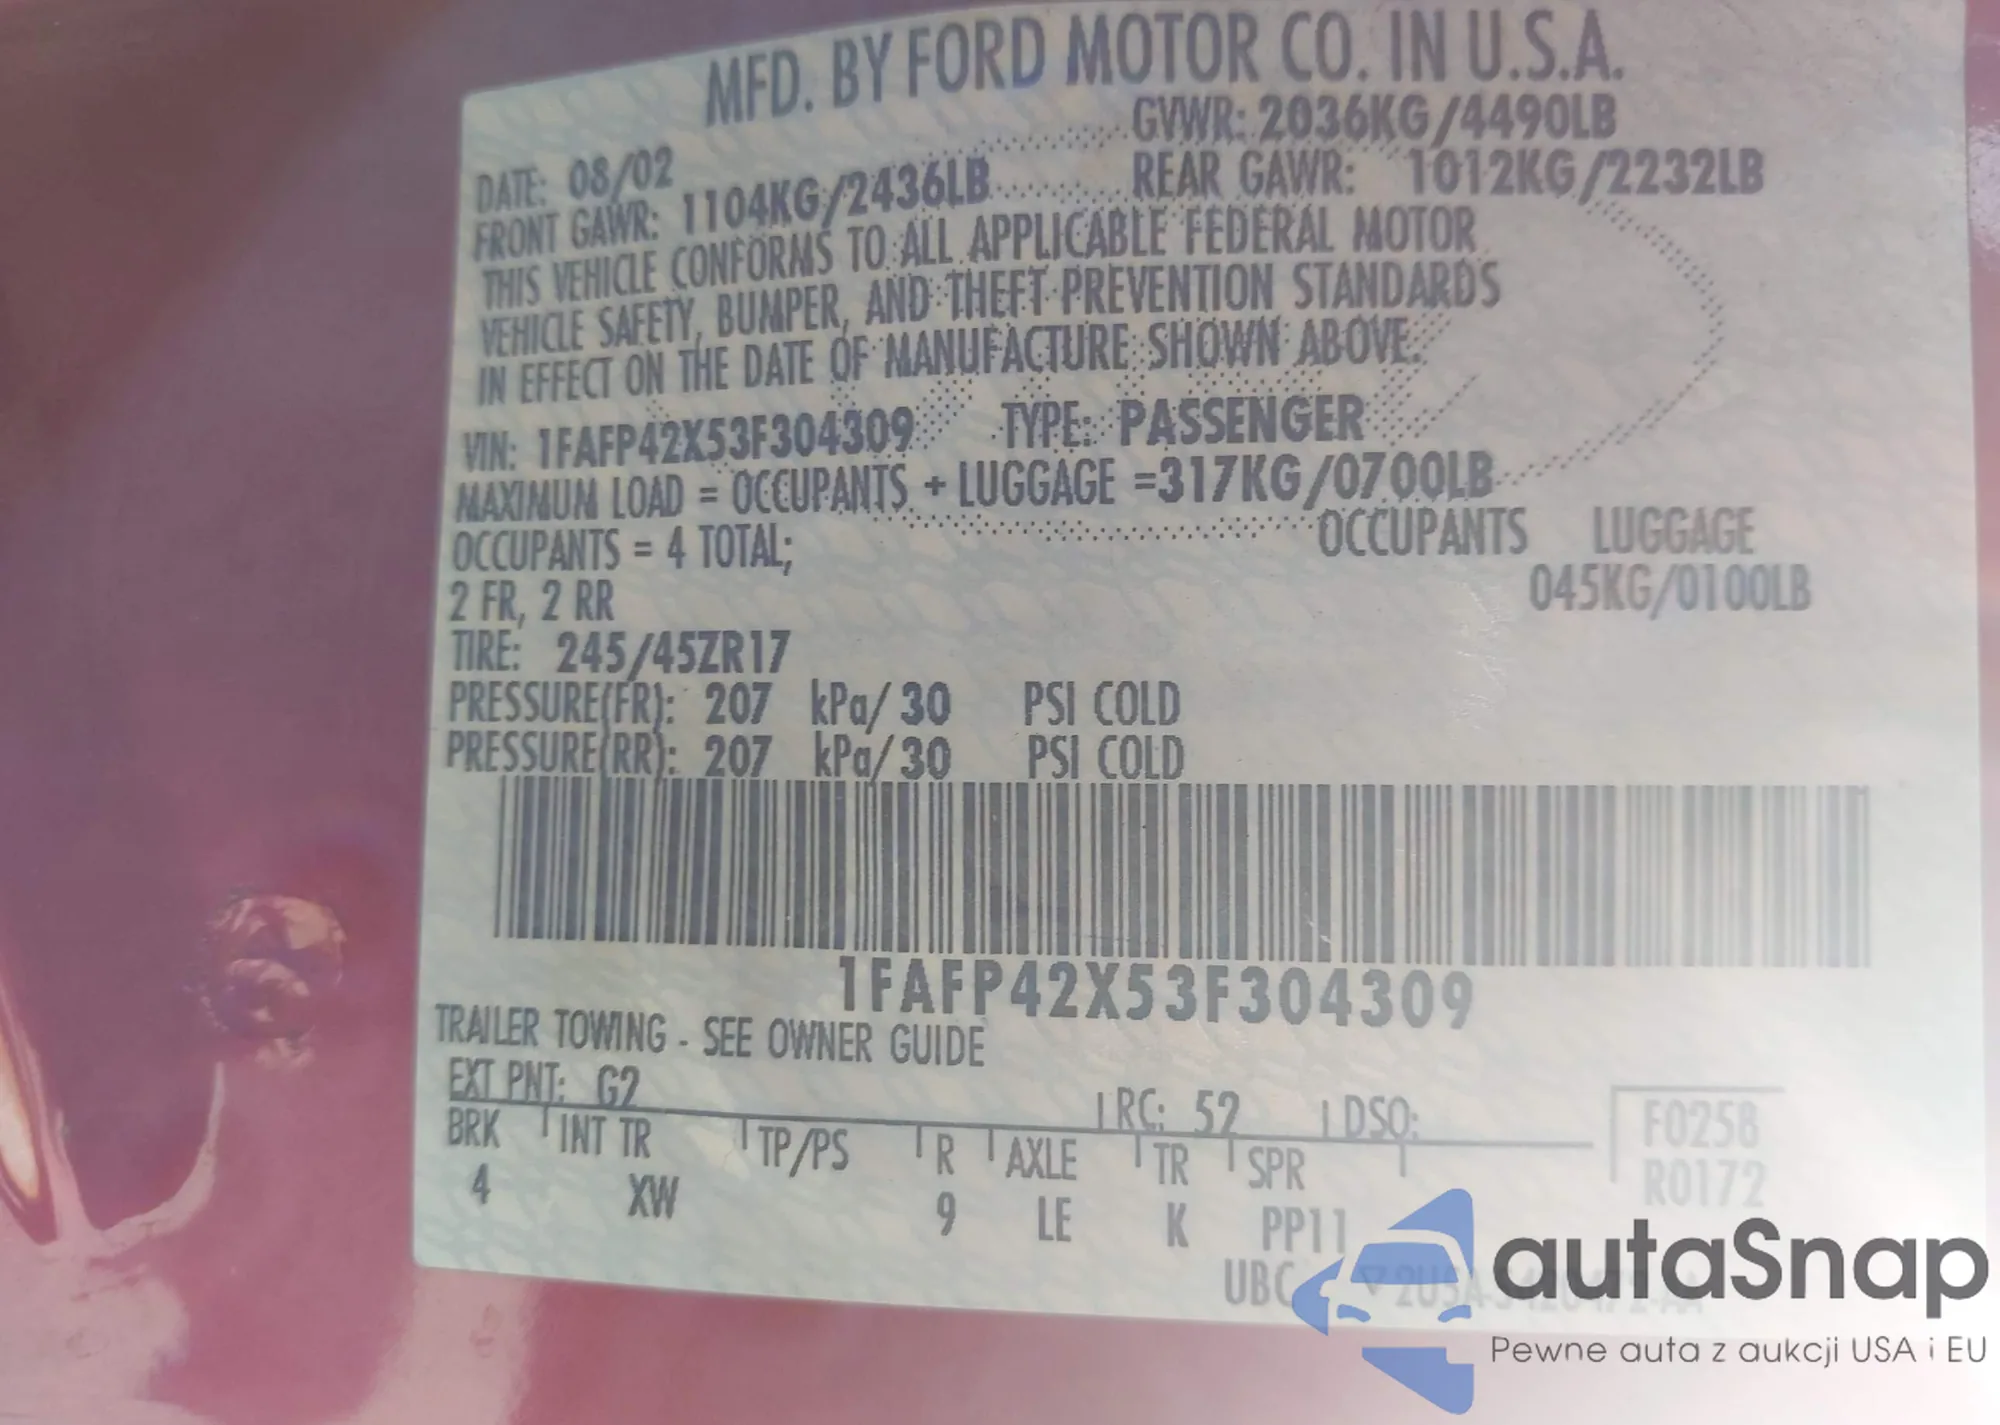 MFD. BY FORD MOTOR CO. IN U.S.A.
DATE: 08/02 GVWR: 2036KG/4490LB
FRONT GAWR: 1104KG/2436LB REAR GAWR: 1012KG/2232LB
THIS VEHICLE CONFORMS TO ALL APPLICABLE FEDERAL MOTOR
VEHICLE SAFETY, BUMPER, AND THEFT PREVENTION STANDARDS
IN EFFECT ON THE DATE OF MANUFACTURE SHOWN ABOVE.
VIN: 1FAFP42X53F304309 TYPE: PASSENGER
MAXIMUM LOAD = OCCUPANTS + LUGGAGE =317KG/0700LB
OCCUPANTS = 4 TOTAL; OCCUPANTS LUGGAGE
2 FR, 2 RR 045KG/0100LB
TIRE: 245/45ZR17
PRESSURE(FR): 207 kPa/ 30 PSI COLD
PRESSURE(RR): 207 kPa/ 30 PSI COLD
1FAFP42X53F304309
TRAILER TOWING - SEE OWNER GUIDE
EXT PNT: G2 RC: 52 DSO: F0258
BRK INT TR TP/PS R AXLE TR SPR R0172
4 XW 9 LE K PP11
UBC
autaSnap
Pewne auta z aukcji USA i EU